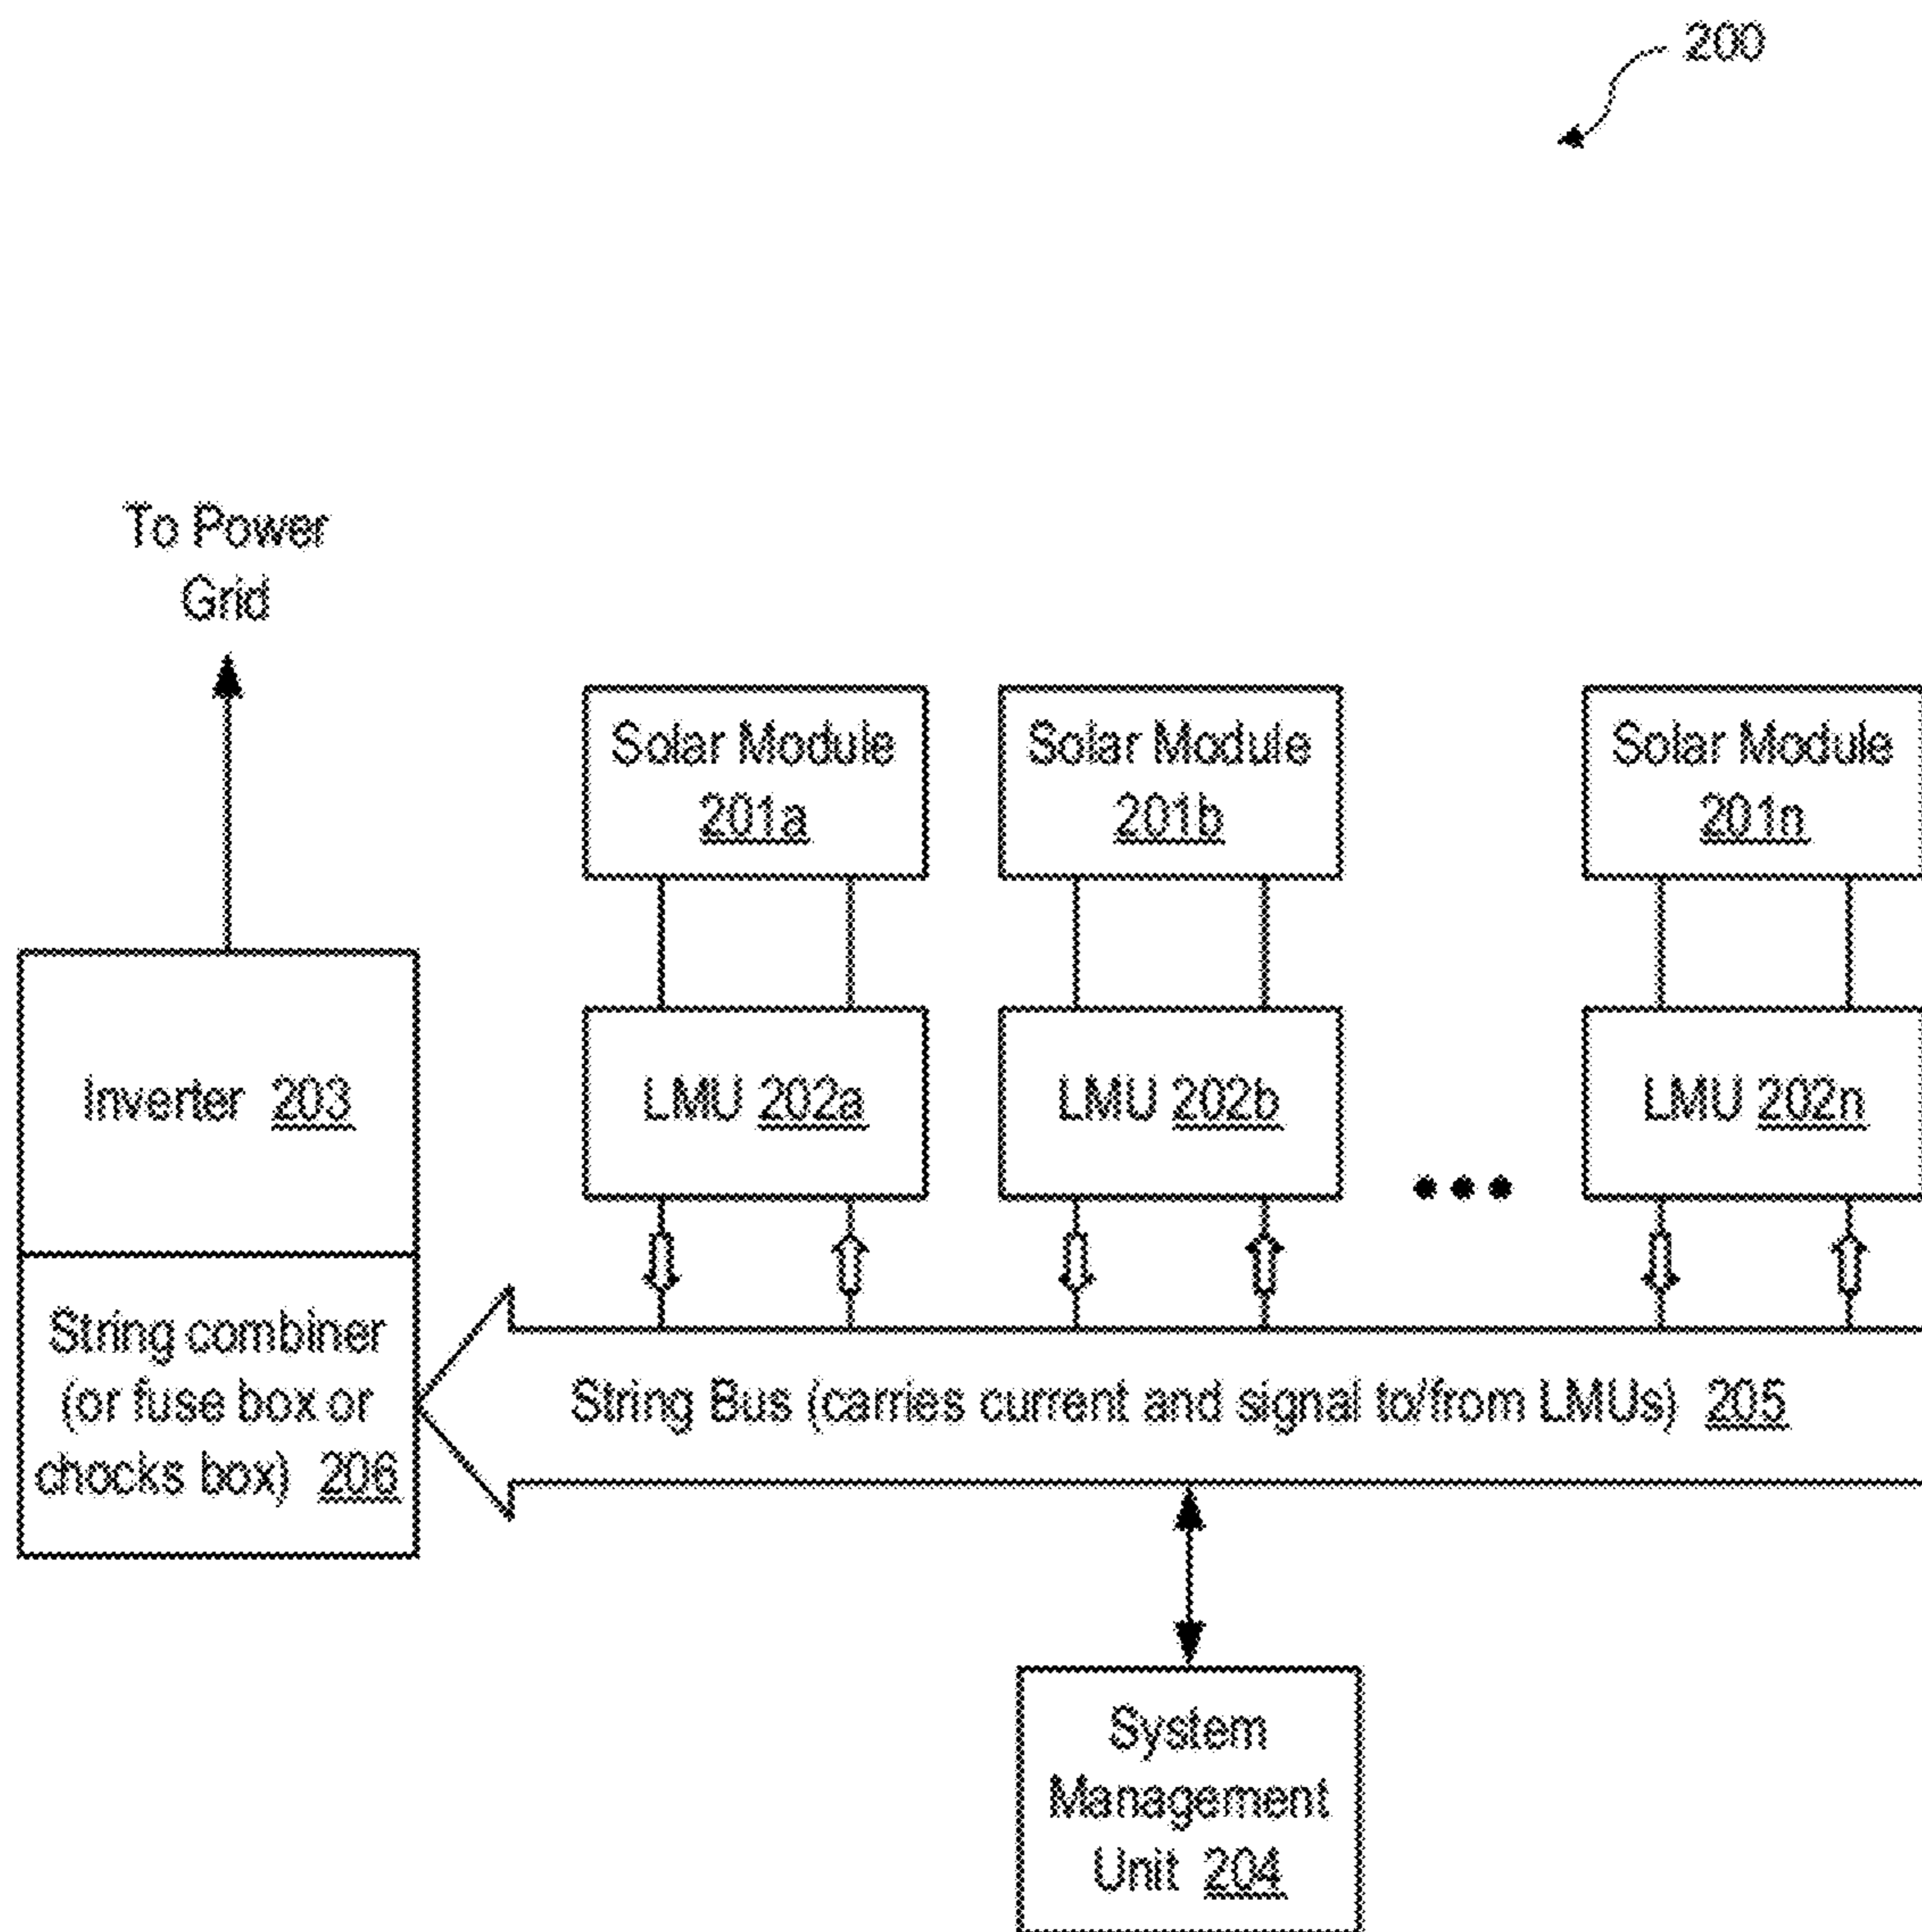 200
To Power
Grid
Solar Module
201a
Solar Module
201b
Solar Module
201n
Inverter 203
LMU 202a
LMU 202b
LMU 202n
String combiner
(or fuse box or
chocks box) 206
String Bus (carries current and signal to/from LMUs) 205
System
Management
Unit 204